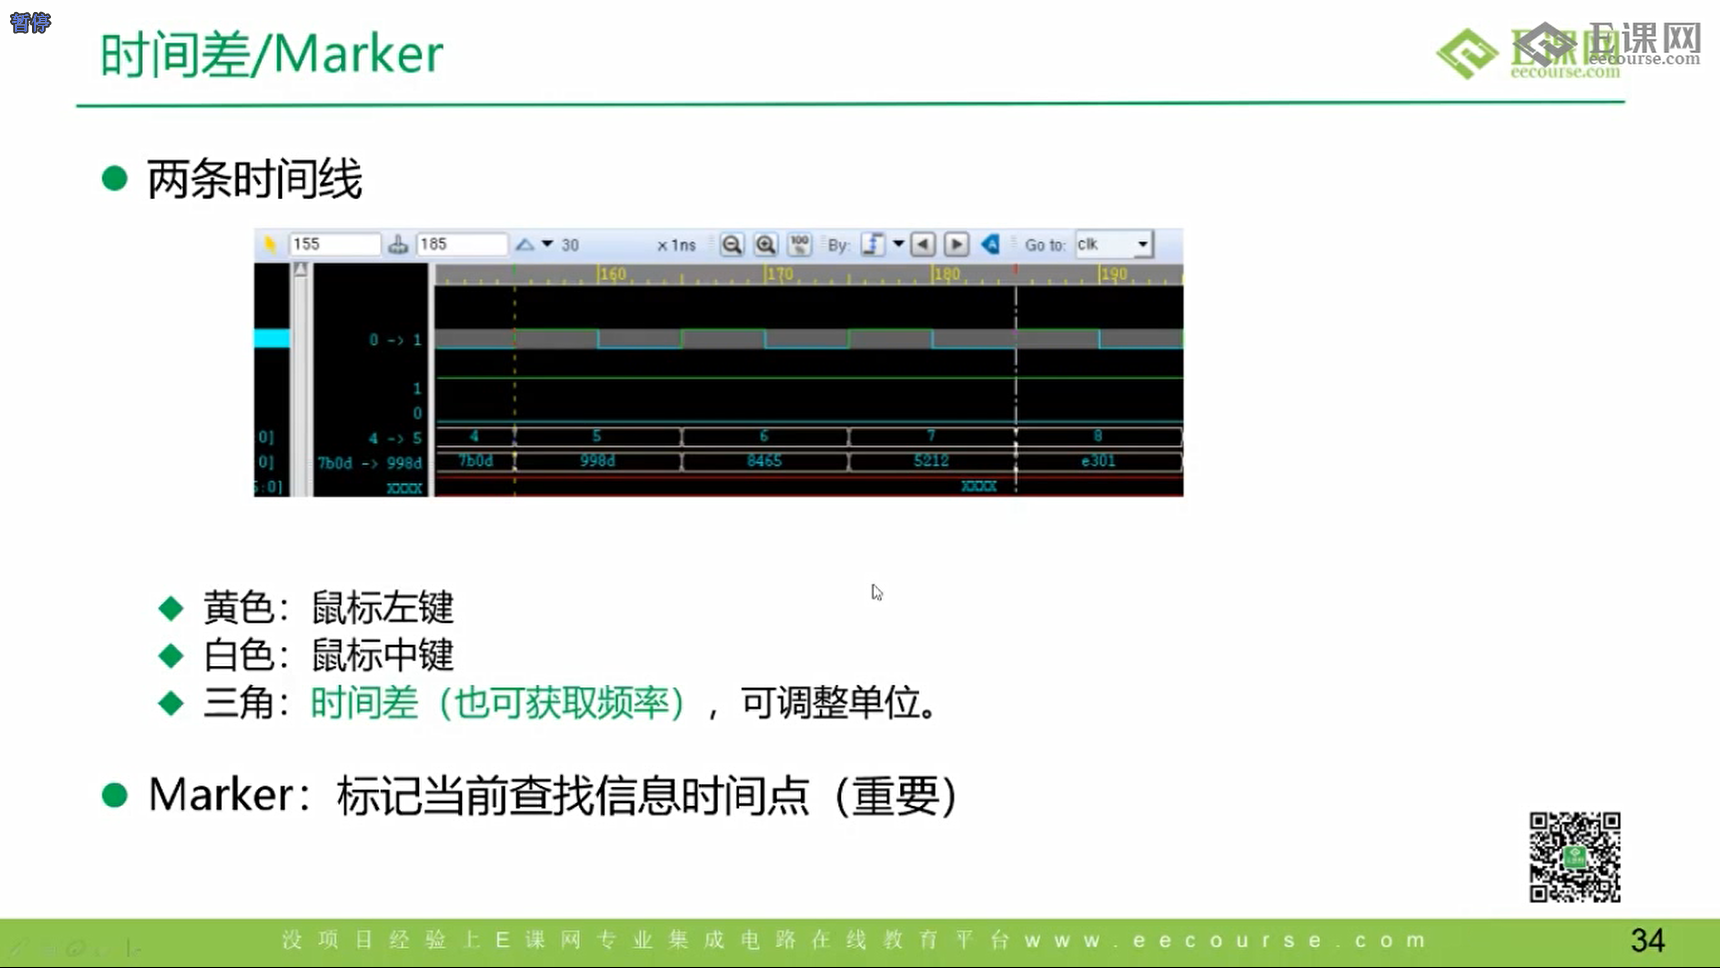 暂停
时间差/Marker
E课网
eecourse.com
eecourse.com
两条时间线
155 185 30 x 1ns 100 % By: Go to: clk
160 170 180 190
0 -> 1
1
0
0] 4 -> 5 4 5 6 7 8
0] 7b0d -> 998d 7b0d 998d 8465 5212 e301
5:0] XXXX XXXX
黄色：鼠标左键
白色：鼠标中键
三角：时间差（也可获取频率），可调整单位。
Marker：标记当前查找信息时间点（重要）
没项目经验上E课网专业集成电路在线教育平台www.eecourse.com
34